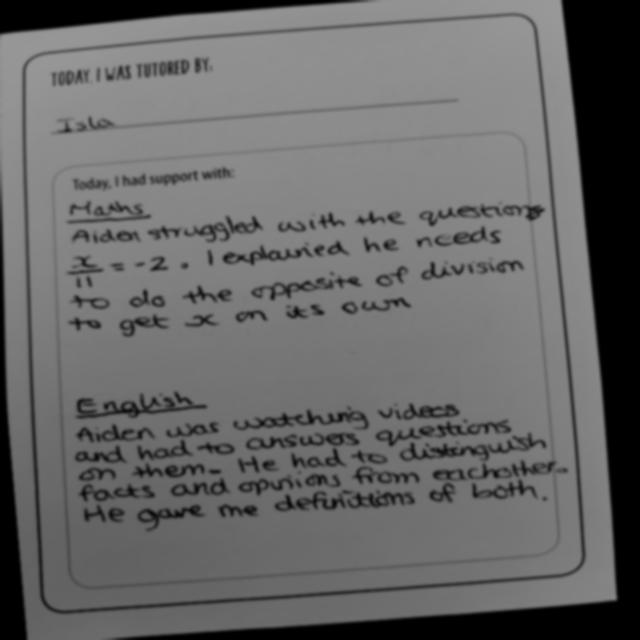 TODAY, I WAS TUTORED BY:
Isla
Today, I had support with:
Maths
Aiden struggled with the questions
x/11 = -2. I explained he needs
to do the opposite of division
to get x on its own
English
Aiden was watching videos
and had to answers questions
on them. He had to distinguish
facts and opinions from eachother.
He gave me definitions of both.